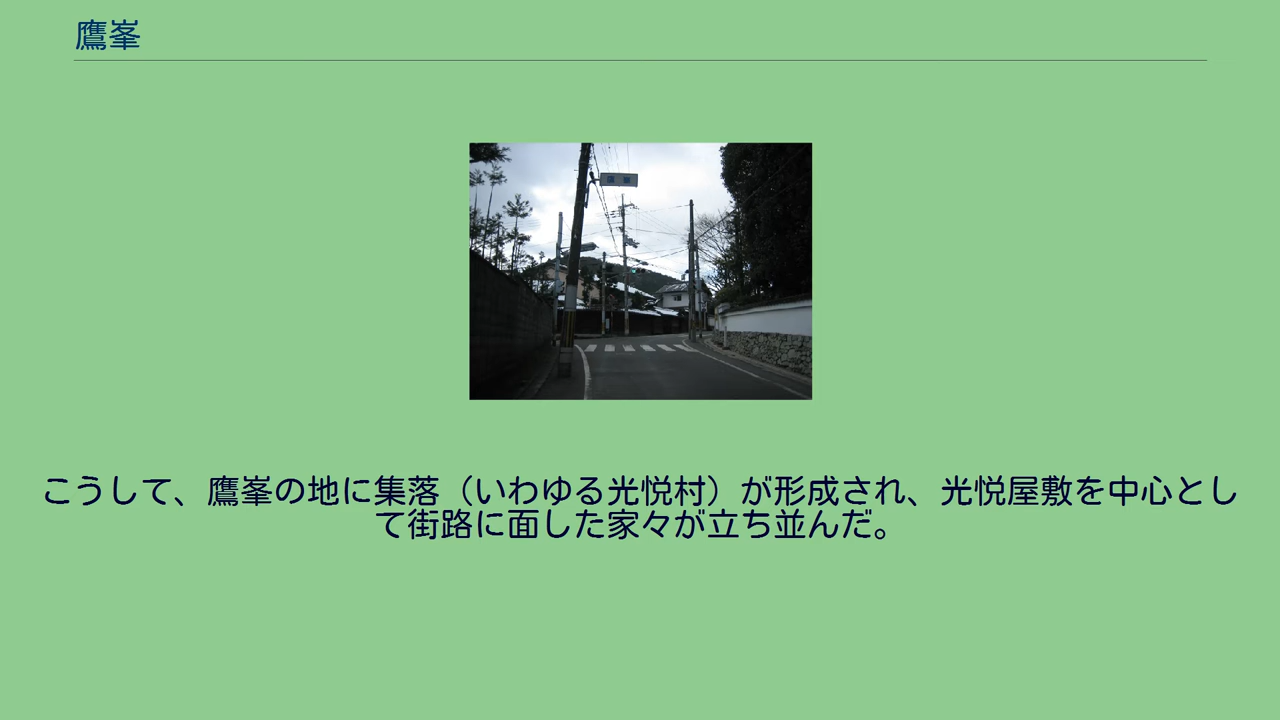 鷹峯
こうして、鷹峯の地に集落（いわゆる光悦村）が形成され、光悦屋敷を中心とし
て街路に面した家々が立ち並んだ。